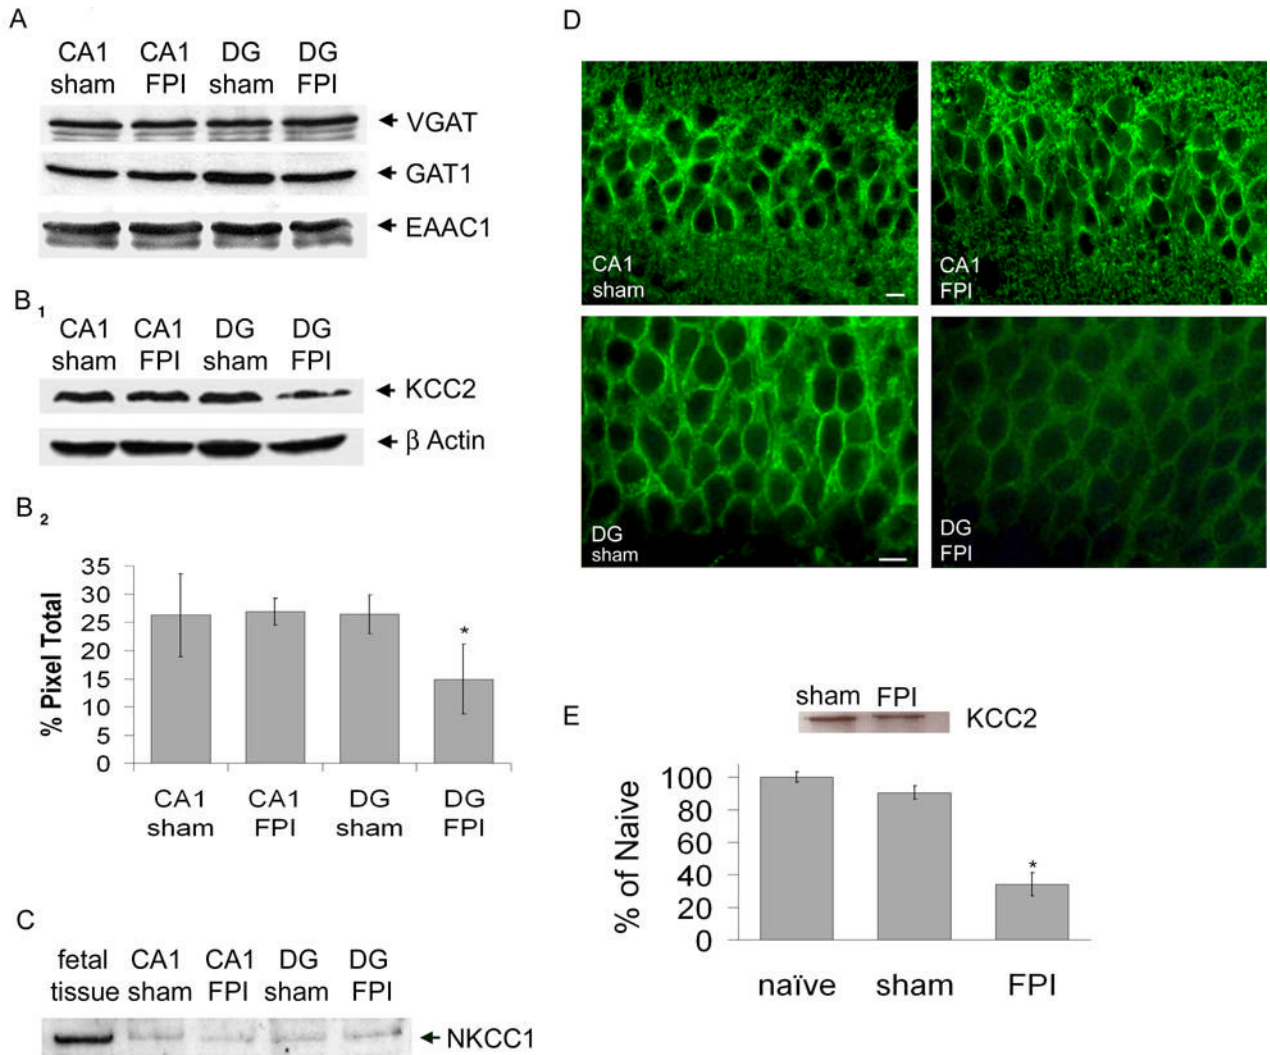 A
CA1 CA1 DG DG
sham FPI sham FPI
VGAT
GAT1
EAAC1
B 1
CA1 CA1 DG DG
sham FPI sham FPI
KCC2
β Actin
B 2
35
30
25
20
15
10
5
0
% Pixel Total
*
CA1 CA1 DG DG
sham FPI sham FPI
C
fetal CA1 CA1 DG DG
tissue sham FPI sham FPI
NKCC1
D
CA1
sham
CA1
FPI
DG
sham
DG
FPI
E
sham FPI
KCC2
100
80
60
40
20
0
% of Naive
*
naïve sham FPI